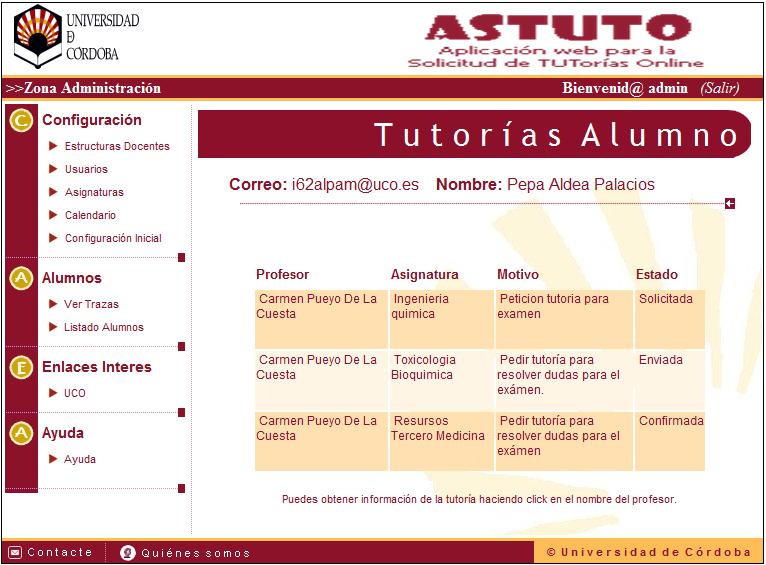 UNIVERSIDAD
Ð
CÓRDOBA
ASTUTO
Aplicación web para la
Solicitud de TUTorías Online
>>Zona Administración
Bienvenid@ admin (Salir)
C Configuración
Estructuras Docentes
Usuarios
Asignaturas
Calendario
Configuración Inicial
A Alumnos
Ver Trazas
Listado Alumnos
E Enlaces Interes
UCO
A Ayuda
Ayuda
Tutorías Alumno
Correo: i62alpam@uco.es Nombre: Pepa Aldea Palacios
Profesor Asignatura Motivo Estado
Carmen Pueyo De La Ingenieria Peticion tutoria para Solicitada
Cuesta quimica examen
Carmen Pueyo De La Toxicologia Pedir tutoría para Enviada
Cuesta Bioquimica resolver dudas para el
exámen.
Carmen Pueyo De La Resursos Pedir tutoría para Confirmada
Cuesta Tercero Medicina resolver dudas para el
exámen
Puedes obtener información de la tutoría haciendo click en el nombre del profesor.
Contacte Quiénes somos © Universidad de Córdoba